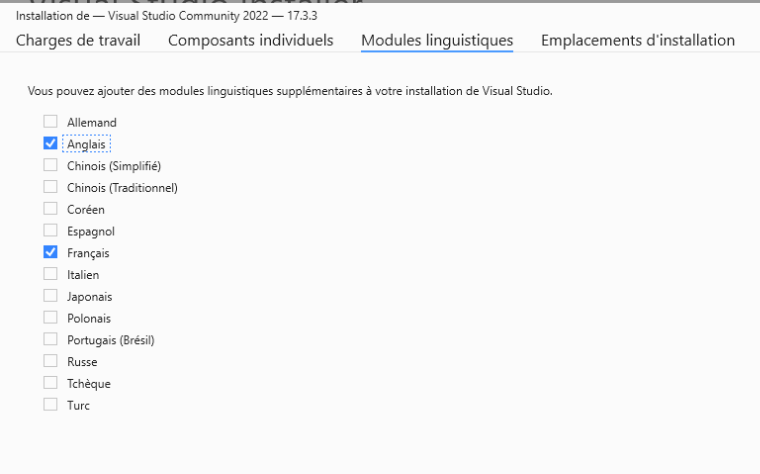 Visual Studio Installer
Installation de — Visual Studio Community 2022 — 17.3.3
Charges de travail Composants individuels Modules linguistiques Emplacements d'installation
Vous pouvez ajouter des modules linguistiques supplémentaires à votre installation de Visual Studio.
Allemand
Anglais
Chinois (Simplifié)
Chinois (Traditionnel)
Coréen
Espagnol
Français
Italien
Japonais
Polonais
Portugais (Brésil)
Russe
Tchèque
Turc